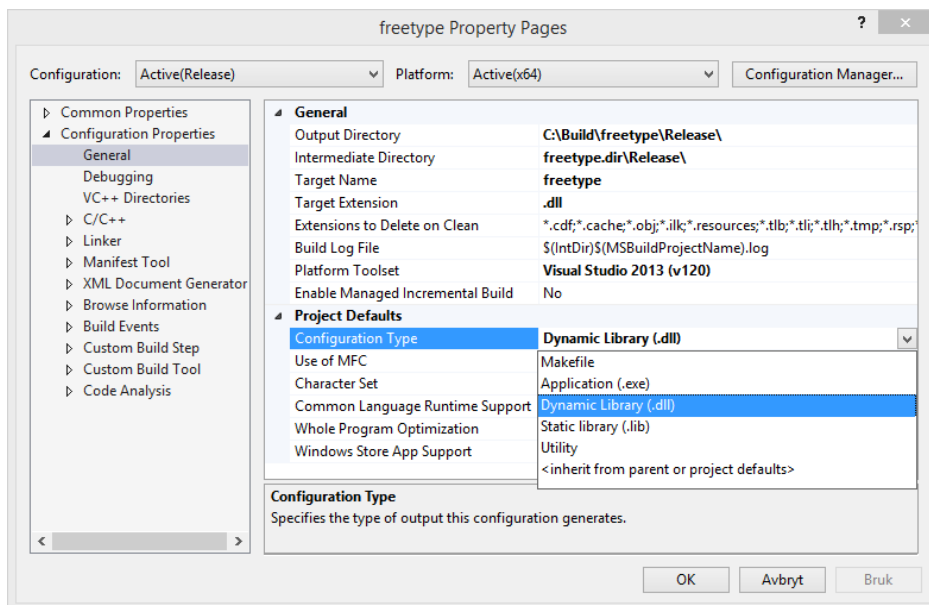 freetype Property Pages
? ×
Configuration: Active(Release) Platform: Active(x64) Configuration Manager...
Common Properties
Configuration Properties
General
Debugging
VC++ Directories
C/C++
Linker
Manifest Tool
XML Document Generator
Browse Information
Build Events
Custom Build Step
Custom Build Tool
Code Analysis
General
Output Directory C:\Build\freetype\Release\
Intermediate Directory freetype.dir\Release\
Target Name freetype
Target Extension .dll
Extensions to Delete on Clean *.cdf;*.cache;*.obj;*.ilk;*.resources;*.tlb;*.tli;*.tlh;*.tmp;*.rsp;*
Build Log File $(IntDir)$(MSBuildProjectName).log
Platform Toolset Visual Studio 2013 (v120)
Enable Managed Incremental Build No
Project Defaults
Configuration Type Dynamic Library (.dll)
Use of MFC
Character Set
Common Language Runtime Support
Whole Program Optimization
Windows Store App Support
Makefile
Application (.exe)
Dynamic Library (.dll)
Static library (.lib)
Utility
<inherit from parent or project defaults>
Configuration Type
Specifies the type of output this configuration generates.
OK Avbryt Bruk